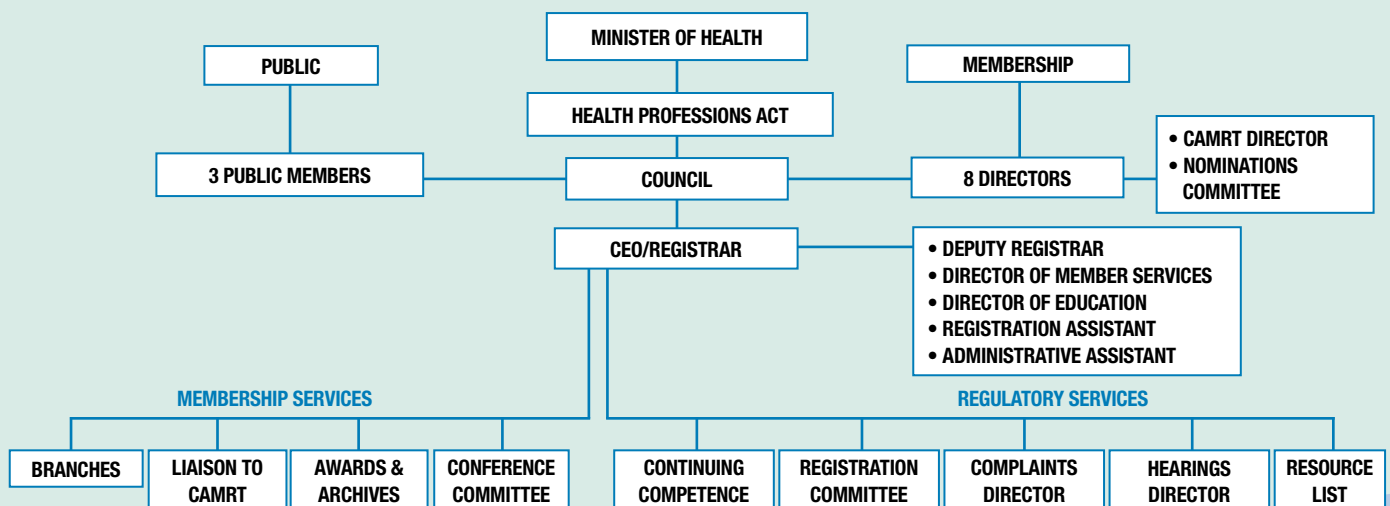 MINISTER OF HEALTH
PUBLIC
MEMBERSHIP
HEALTH PROFESSIONS ACT
3 PUBLIC MEMBERS
COUNCIL
8 DIRECTORS
• CAMRT DIRECTOR
• NOMINATIONS
COMMITTEE
CEO/REGISTRAR
• DEPUTY REGISTRAR
• DIRECTOR OF MEMBER SERVICES
• DIRECTOR OF EDUCATION
• REGISTRATION ASSISTANT
• ADMINISTRATIVE ASSISTANT
MEMBERSHIP SERVICES
BRANCHES
LIAISON TO
CAMRT
AWARDS &
ARCHIVES
CONFERENCE
COMMITTEE
REGULATORY SERVICES
CONTINUING
COMPETENCE
REGISTRATION
COMMITTEE
COMPLAINTS
DIRECTOR
HEARINGS
DIRECTOR
RESOURCE
LIST